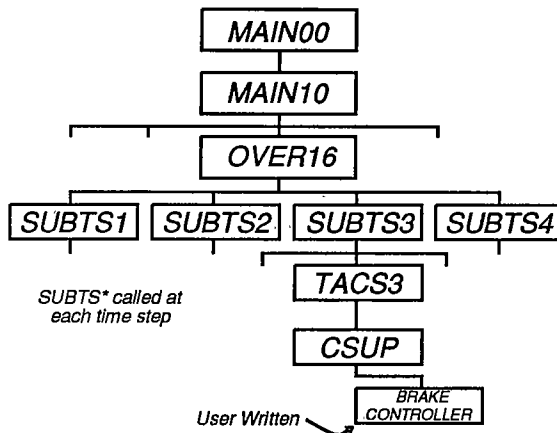 MAIN00
MAIN10
OVER16
SUBTS1 SUBTS2 SUBTS3 SUBTS4
SUBTS* called at
each time step
TACS3
CSUP
BRAKE
CONTROLLER
User Written